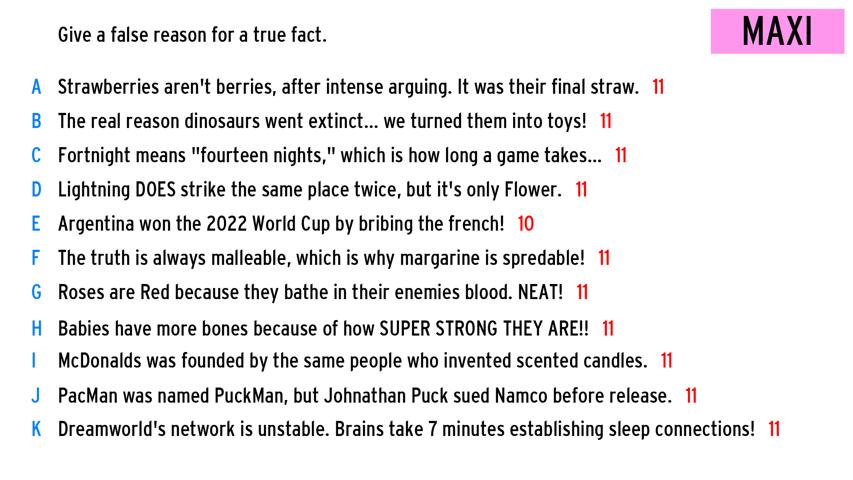 Give a false reason for a true fact.
MAXI
A Strawberries aren't berries, after intense arguing. It was their final straw. 11
B The real reason dinosaurs went extinct... we turned them into toys! 11
C Fortnight means "fourteen nights," which is how long a game takes... 11
D Lightning DOES strike the same place twice, but it's only Flower. 11
E Argentina won the 2022 World Cup by bribing the french! 10
F The truth is always malleable, which is why margarine is spredable! 11
G Roses are Red because they bathe in their enemies blood. NEAT! 11
H Babies have more bones because of how SUPER STRONG THEY ARE!! 11
I McDonalds was founded by the same people who invented scented candles. 11
J PacMan was named PuckMan, but Johnathan Puck sued Namco before release. 11
K Dreamworld's network is unstable. Brains take 7 minutes establishing sleep connections! 11